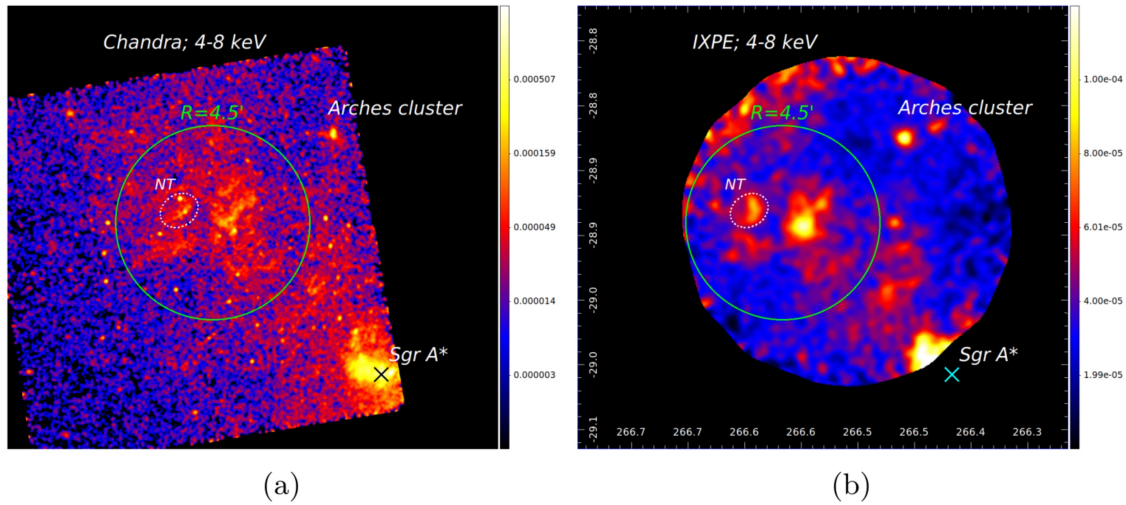 Chandra; 4-8 keV
R=4.5'
Arches cluster
NT
Sgr A*
0.000507
0.000159
0.000049
0.000014
0.000003
(a)
IXPE; 4-8 keV
R=4.5'
Arches cluster
NT
Sgr A*
-28.8
-28.8
-28.9
-28.9
-29.0
-29.0
-29.1
266.7
266.7
266.6
266.6
266.5
266.5
266.4
266.3
1.00e-04
8.00e-05
6.01e-05
4.00e-05
1.99e-05
(b)